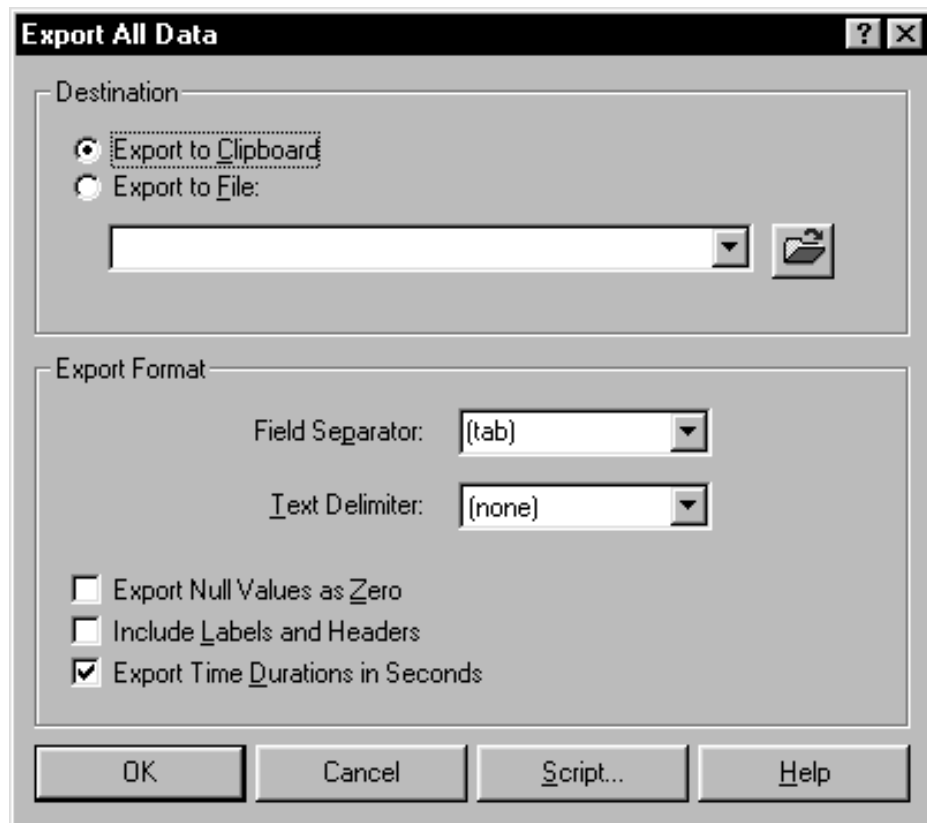 Export All Data
Destination
Export to Clipboard
Export to File:
Export Format
Field Separator: (tab)
Text Delimiter: (none)
Export Null Values as Zero
Include Labels and Headers
Export Time Durations in Seconds
OK Cancel Script... Help